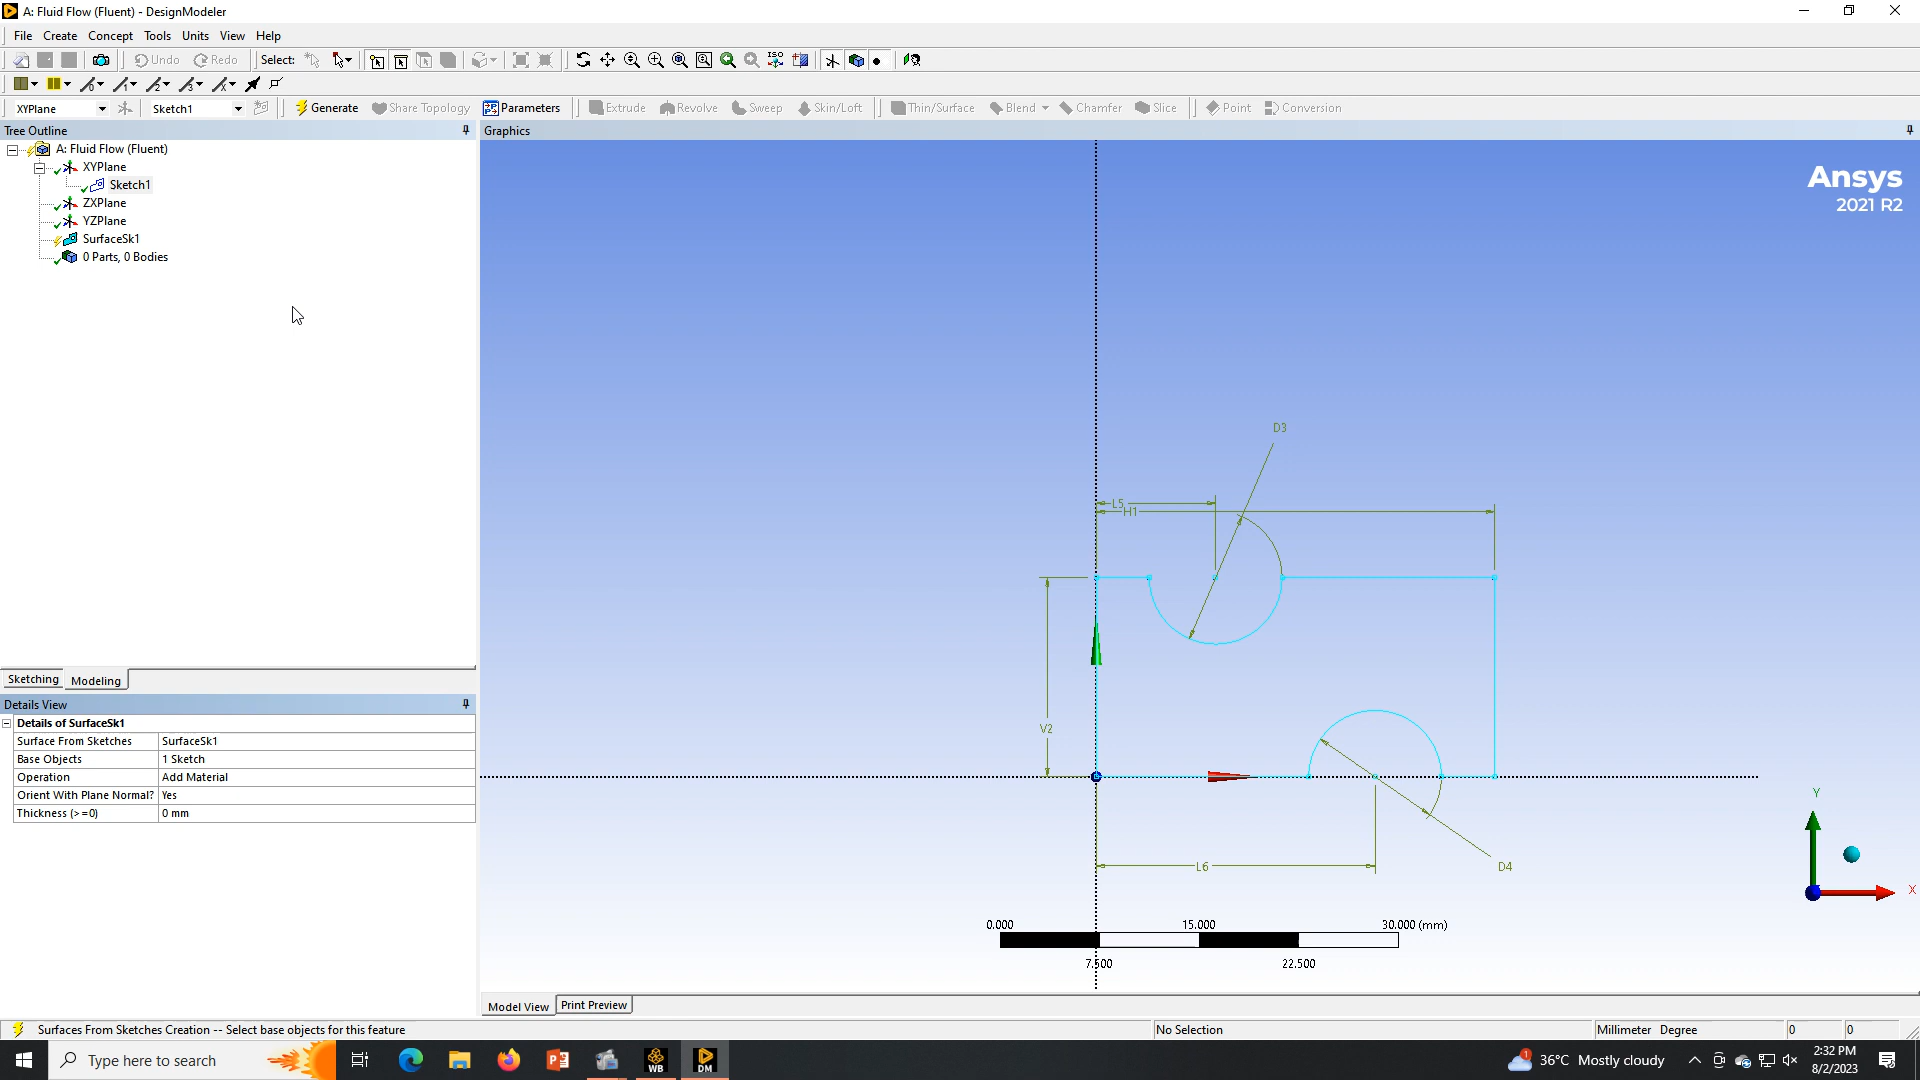 A: Fluid Flow (Fluent) - DesignModeler
File Create Concept Tools Units View Help
Undo Redo Select: ISO
XYPlane Sketch1 Generate Share Topology Parameters Extrude Revolve Sweep Skin/Loft Thin/Surface Blend Chamfer Slice Point Conversion
Tree Outline
Graphics
A: Fluid Flow (Fluent)
XYPlane
Sketch1
ZXPlane
YZPlane
SurfaceSk1
0 Parts, 0 Bodies
Ansys
2021 R2
D3
L5
H1
V2
L6
D4
Y
X
0.000 15.000 30.000 (mm)
7.500 22.500
Sketching Modeling
Details View
Details of SurfaceSk1
Surface From Sketches SurfaceSk1
Base Objects 1 Sketch
Operation Add Material
Orient With Plane Normal? Yes
Thickness (>=0) 0 mm
Model View Print Preview
Surfaces From Sketches Creation -- Select base objects for this feature
No Selection
Millimeter Degree 0 0
Type here to search
WB
DM
1
36°C Mostly cloudy
2:32 PM
8/2/2023